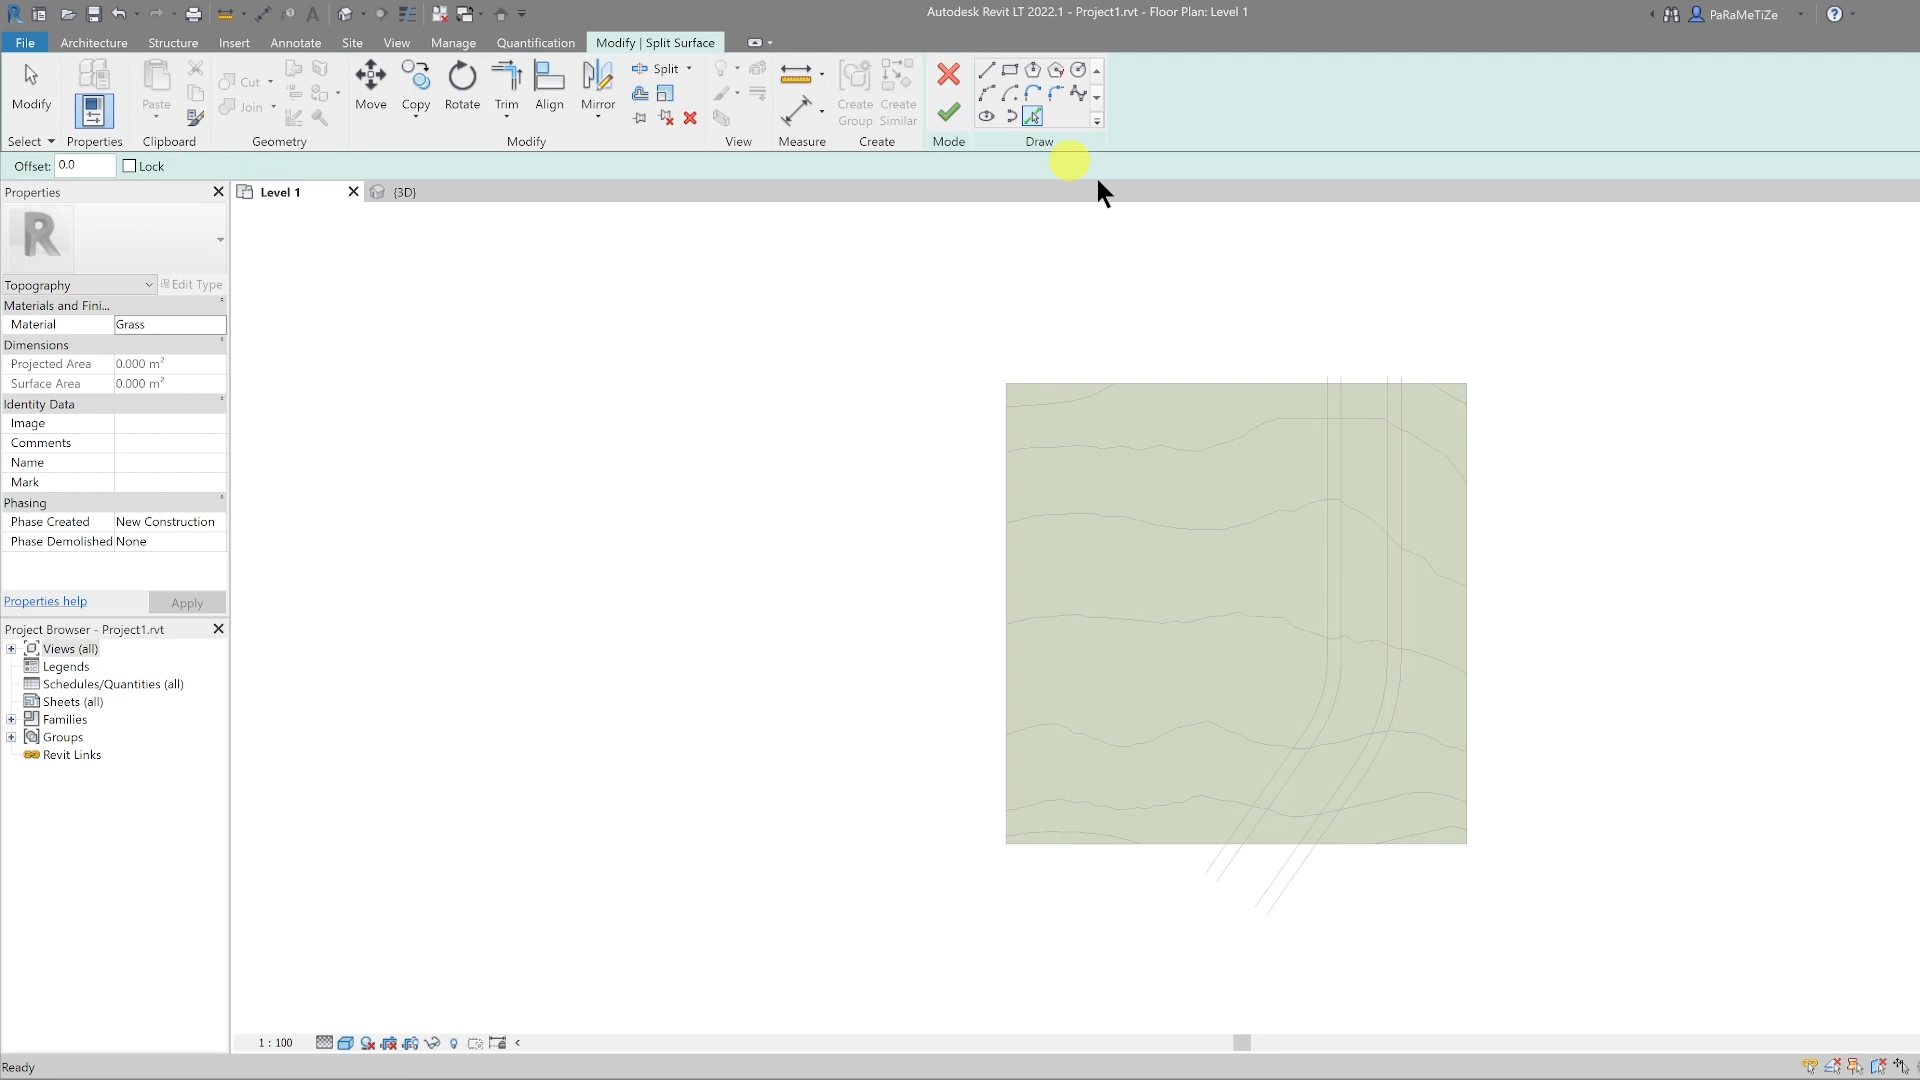 Autodesk Revit LT 2022.1 - Project1.rvt - Floor Plan: Level 1
PaRaMeTiZe
File
Architecture
Structure
Insert
Annotate
Site
View
Manage
Quantification
Modify | Split Surface
Modify
Paste
Cut
Join
Move
Copy
Rotate
Trim
Align
Mirror
Split
Create Group
Create Similar
Select
Properties
Clipboard
Geometry
Modify
View
Measure
Create
Mode
Draw
Offset: 0.0
Lock
Properties
Level 1
{3D}
Topography
Edit Type
Materials and Fini...
Material Grass
Dimensions
Projected Area 0.000 m²
Surface Area 0.000 m²
Identity Data
Image
Comments
Name
Mark
Phasing
Phase Created New Construction
Phase Demolished None
Properties help
Apply
Project Browser - Project1.rvt
Views (all)
Legends
Schedules/Quantities (all)
Sheets (all)
Families
Groups
Revit Links
1 : 100
Ready